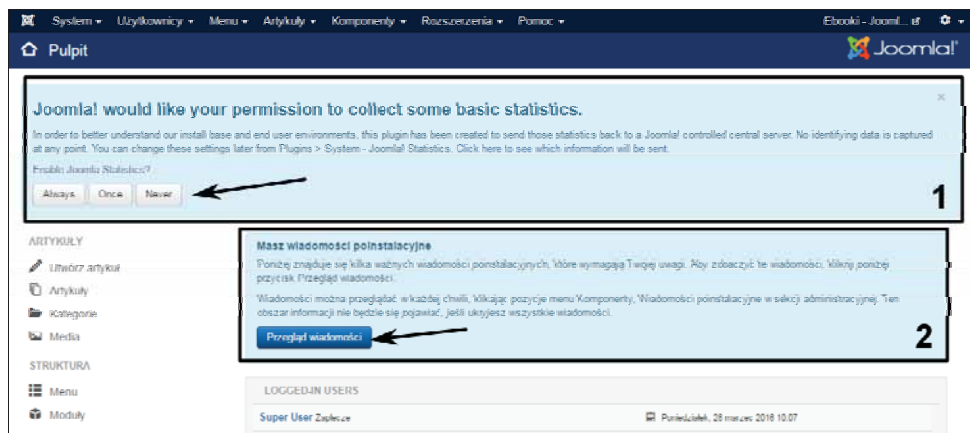 System Użytkownicy Menu Artykuły Komponenty Rozszerzenia Pomoc Ebooki - Jooml...
Pulpit Joomla!
Joomla! would like your permission to collect some basic statistics.
In order to better understand our install base and end user environments, this plugin has been created to send those statistics back to a Joomla! controlled central server. No identifying data is captured
at any point. You can change these settings later from Plugins > System - Joomla! Statistics. Click here to see which information will be sent.
Enable Joomla Statistics?
Always Once Never
1
ARTYKUŁY
Utwórz artykuł
Artykuły
Kategorie
Media
STRUKTURA
Menu
Moduły
Masz wiadomości poinstalacyjne
Poniżej znajduje się kilka ważnych wiadomości poinstalacyjnych, które wymagają Twojej uwagi. Aby zobaczyć te wiadomości, kliknij poniżej
przycisk Przegląd wiadomości.
Wiadomości można przeglądać w każdej chwili, klikając pozycje menu Komponenty, Wiadomości poinstalacyjne w sekcji administracyjnej. Ten
obszar informacji nie będzie się pojawiać, jeśli ukryjesz wszystkie wiadomości.
Przegląd wiadomości
2
LOGGED-IN USERS
Super User Zaplecze Poniedziałek, 28 marzec 2016 10:07